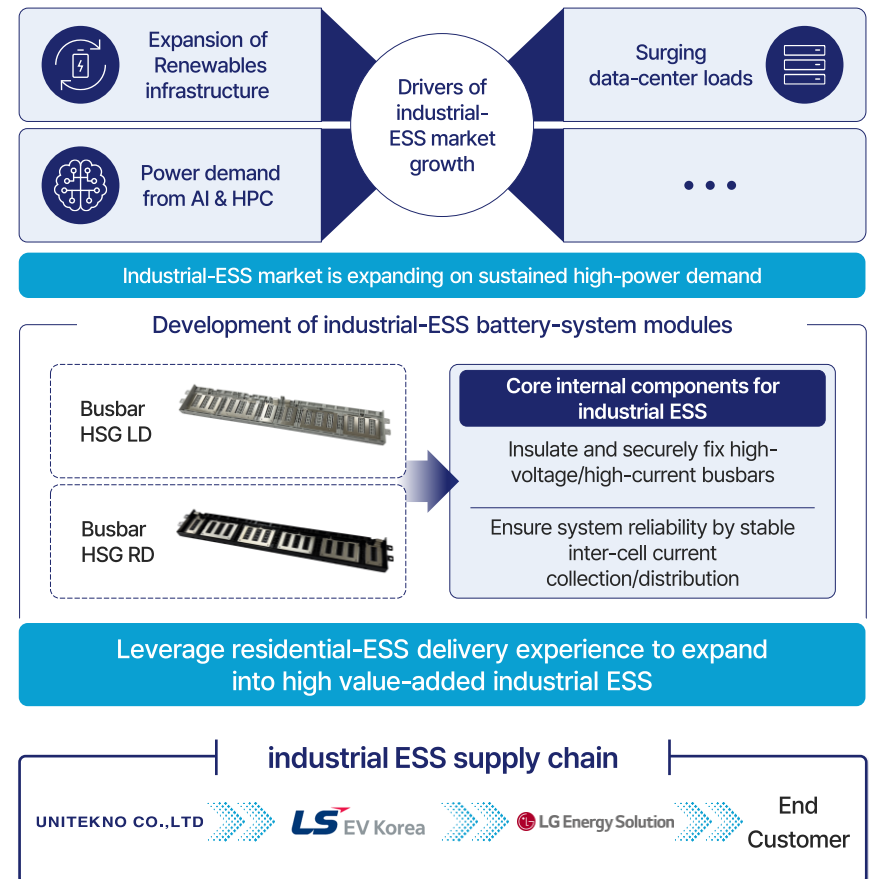 Expansion of
Renewables
infrastructure
Drivers of
industrial-
ESS market
growth
Surging
data-center loads
Power demand
from AI & HPC
• • •
Industrial-ESS market is expanding on sustained high-power demand
Development of industrial-ESS battery-system modules
Busbar
HSG LD
Busbar
HSG RD
Core internal components for
industrial ESS
Insulate and securely fix high-
voltage/high-current busbars
Ensure system reliability by stable
inter-cell current
collection/distribution
Leverage residential-ESS delivery experience to expand
into high value-added industrial ESS
industrial ESS supply chain
UNITEKNO CO.,LTD
LS EV Korea
LG Energy Solution
End
Customer